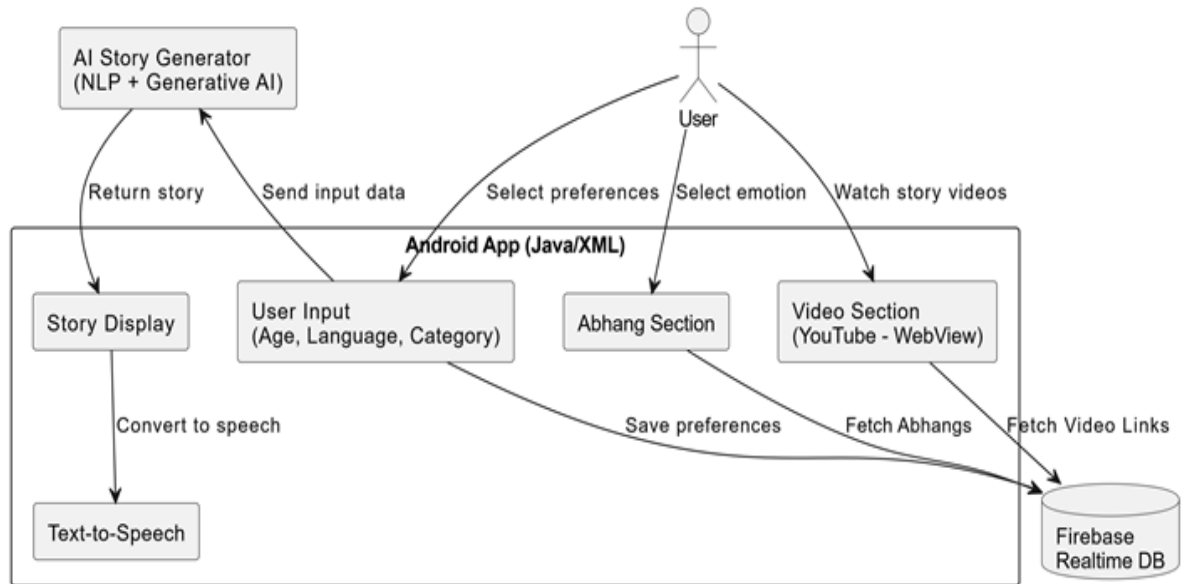 AI Story Generator
(NLP + Generative AI)
User
Return story
Send input data
Select preferences
Select emotion
Watch story videos
Android App (Java/XML)
Story Display
User Input
(Age, Language, Category)
Abhang Section
Video Section
(YouTube - WebView)
Convert to speech
Save preferences
Fetch Abhangs
Fetch Video Links
Text-to-Speech
Firebase
Realtime DB